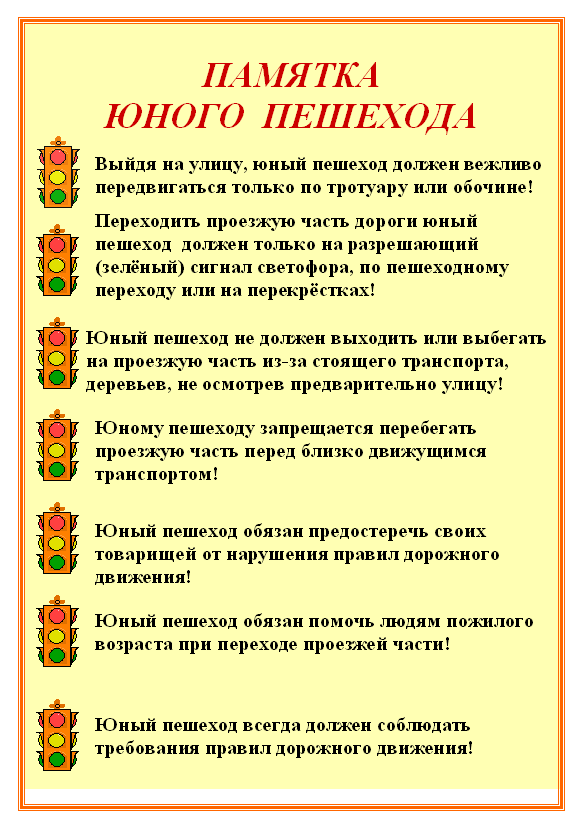 ПАМЯТКА
ЮНОГО ПЕШЕХОДА
Выйдя на улицу, юный пешеход должен вежливо
передвигаться только по тротуару или обочине!
Переходить проезжую часть дороги юный
пешеход должен только на разрешающий
(зелёный) сигнал светофора, по пешеходному
переходу или на перекрёстках!
Юный пешеход не должен выходить или выбегать
на проезжую часть из-за стоящего транспорта,
деревьев, не осмотрев предварительно улицу!
Юному пешеходу запрещается перебегать
проезжую часть перед близко движущимся
транспортом!
Юный пешеход обязан предостеречь своих
товарищей от нарушения правил дорожного
движения!
Юный пешеход обязан помочь людям пожилого
возраста при переходе проезжей части!
Юный пешеход всегда должен соблюдать
требования правил дорожного движения!